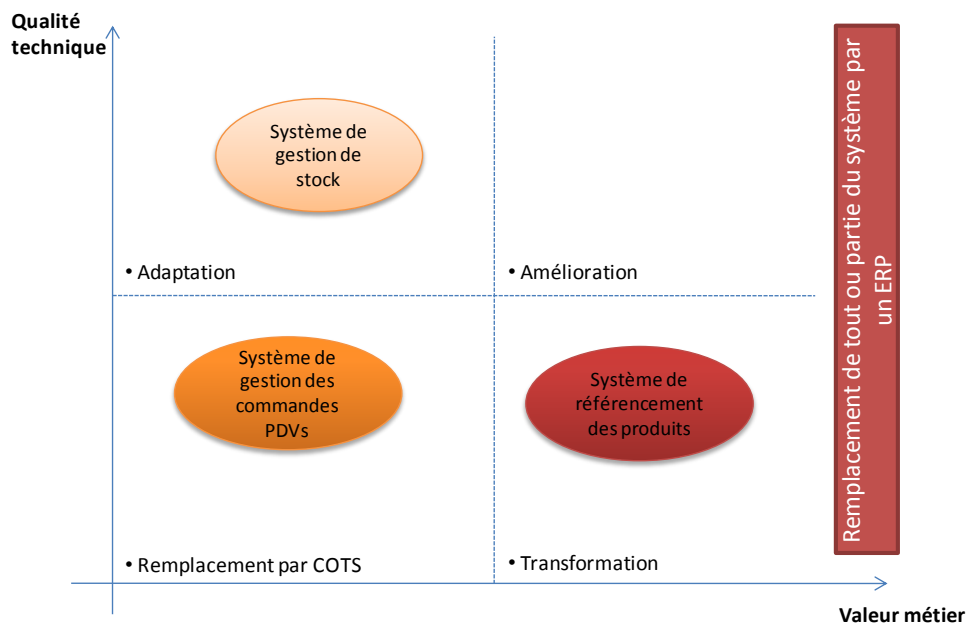 Qualité
technique
Système de
gestion de
stock
• Adaptation
• Amélioration
Système de
gestion des
commandes
PDVs
Système de
référencement
des produits
• Remplacement par COTS
• Transformation
Valeur métier
Remplacement de tout ou partie du système par
un ERP